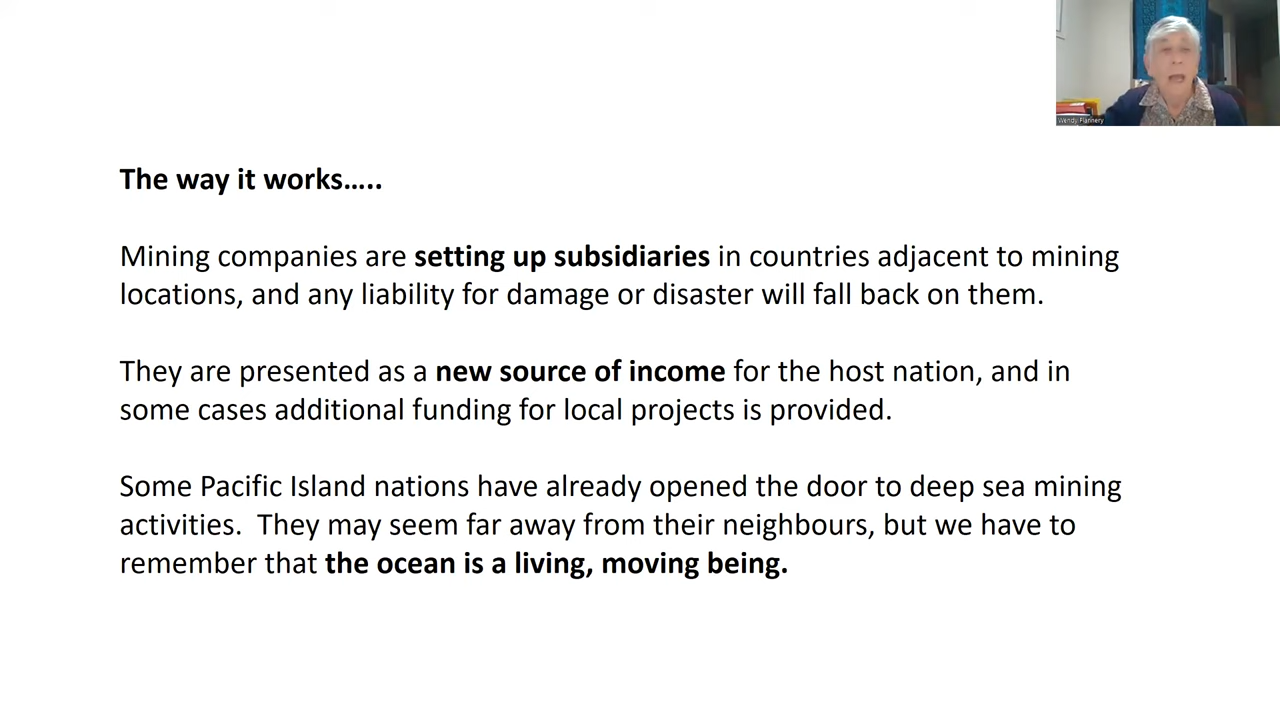 Wendy Flannery
The way it works.....
Mining companies are setting up subsidiaries in countries adjacent to mining
locations, and any liability for damage or disaster will fall back on them.
They are presented as a new source of income for the host nation, and in
some cases additional funding for local projects is provided.
Some Pacific Island nations have already opened the door to deep sea mining
activities.  They may seem far away from their neighbours, but we have to
remember that the ocean is a living, moving being.